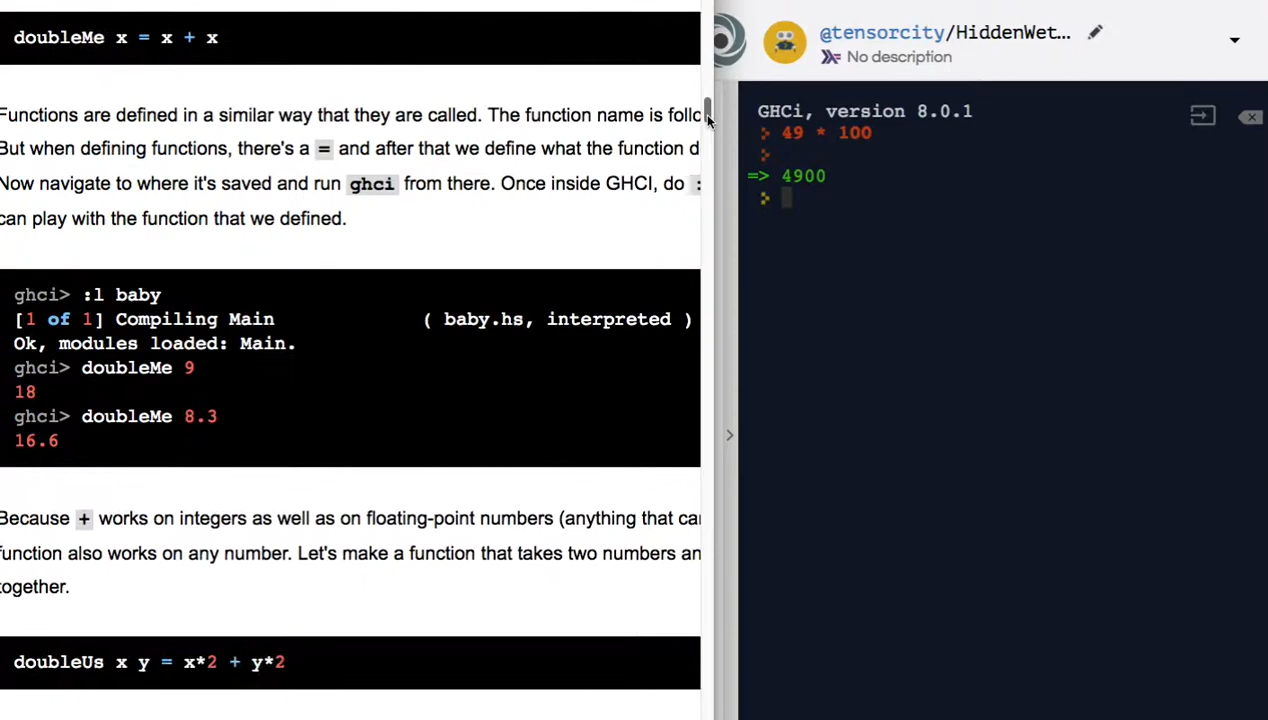 doubleMe x = x + x
Functions are defined in a similar way that they are called. The function name is follo
But when defining functions, there's a = and after that we define what the function d
Now navigate to where it's saved and run ghci from there. Once inside GHCI, do :
can play with the function that we defined.
ghci> :l baby
[1 of 1] Compiling Main ( baby.hs, interpreted )
Ok, modules loaded: Main.
ghci> doubleMe 9
18
ghci> doubleMe 8.3
16.6
Because + works on integers as well as on floating-point numbers (anything that can
function also works on any number. Let's make a function that takes two numbers an
together.
doubleUs x y = x*2 + y*2
@tensorcity/HiddenWet...
No description
GHCi, version 8.0.1
> 49 * 100
>
=> 4900
>